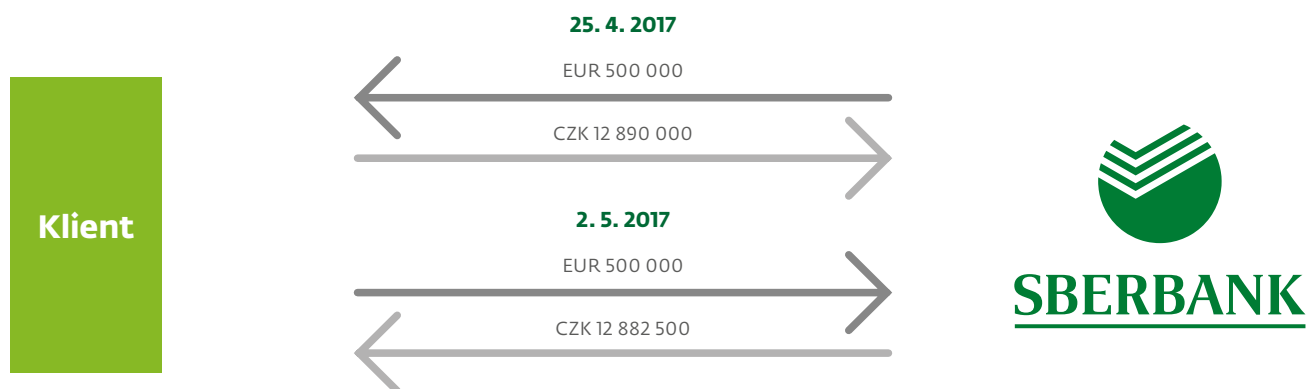 25. 4. 2017
EUR 500 000
CZK 12 890 000
Klient
2. 5. 2017
EUR 500 000
CZK 12 882 500
SBERBANK